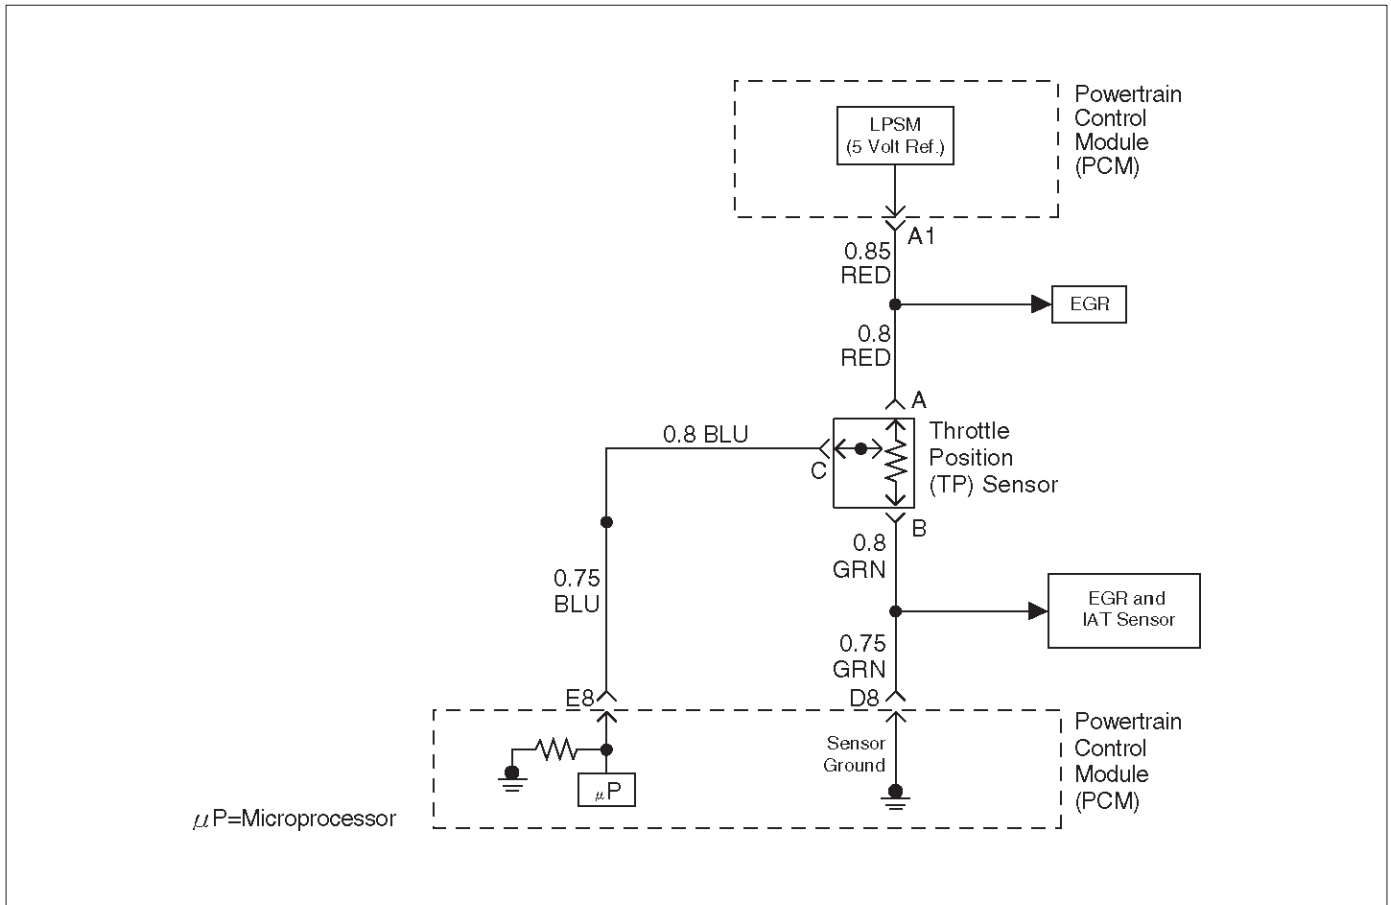 Powertrain
Control
Module
(PCM)
LPSM
(5 Volt Ref.)
A1
0.85
RED
EGR
0.8
RED
A
0.8 BLU
Throttle
Position
(TP) Sensor
C
B
0.8
GRN
0.75
BLU
EGR and
IAT Sensor
0.75
GRN
E8
D8
Powertrain
Control
Module
(PCM)
Sensor
Ground
μP
μP=Microprocessor